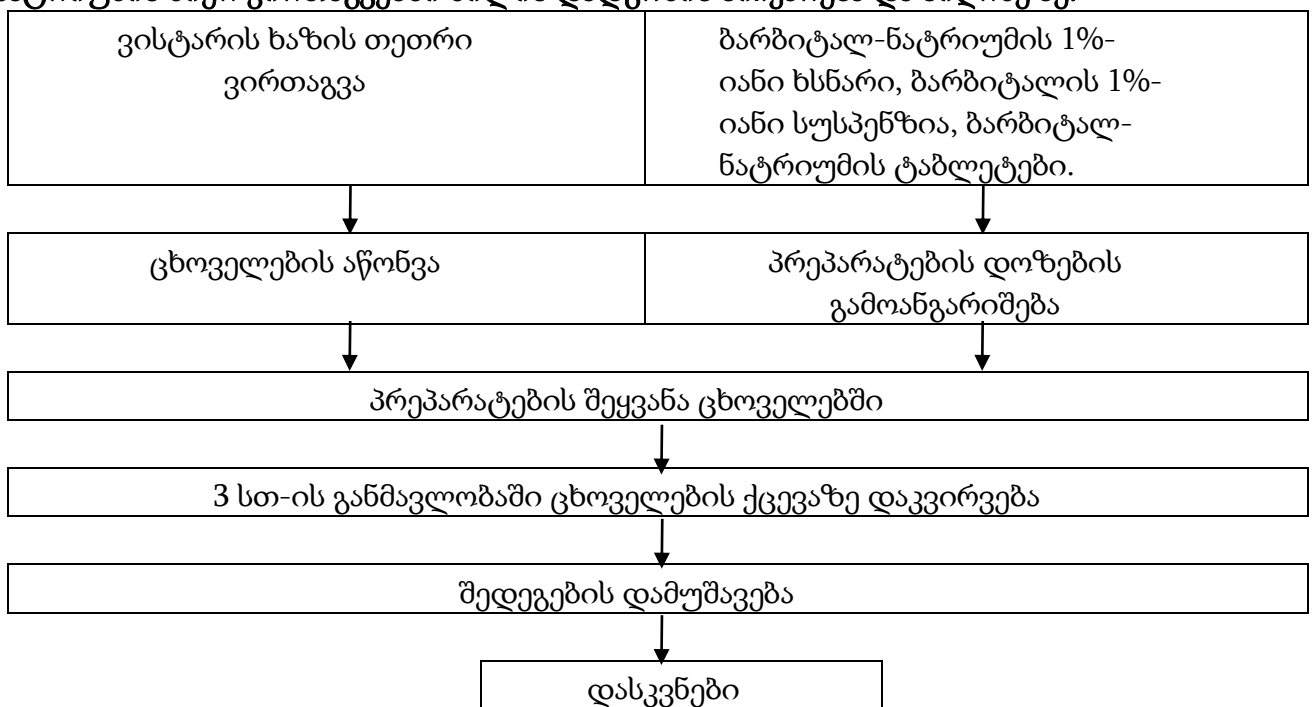 ვისტარის ხაზის თეთრი
ვირთაგვა
ბარბიტალ-ნატრიუმის 1%-
იანი ხსნარი, ბარბიტალის 1%-
იანი სუსპენზია, ბარბიტალ-
ნატრიუმის ტაბლეტები.
ცხოველების აწონვა
პრეპარატების დოზების
გამოანგარიშება
პრეპარატების შეყვანა ცხოველებში
3 სთ-ის განმავლობაში ცხოველების ქცევაზე დაკვირვება
შედეგების დამუშავება
დასკვნები